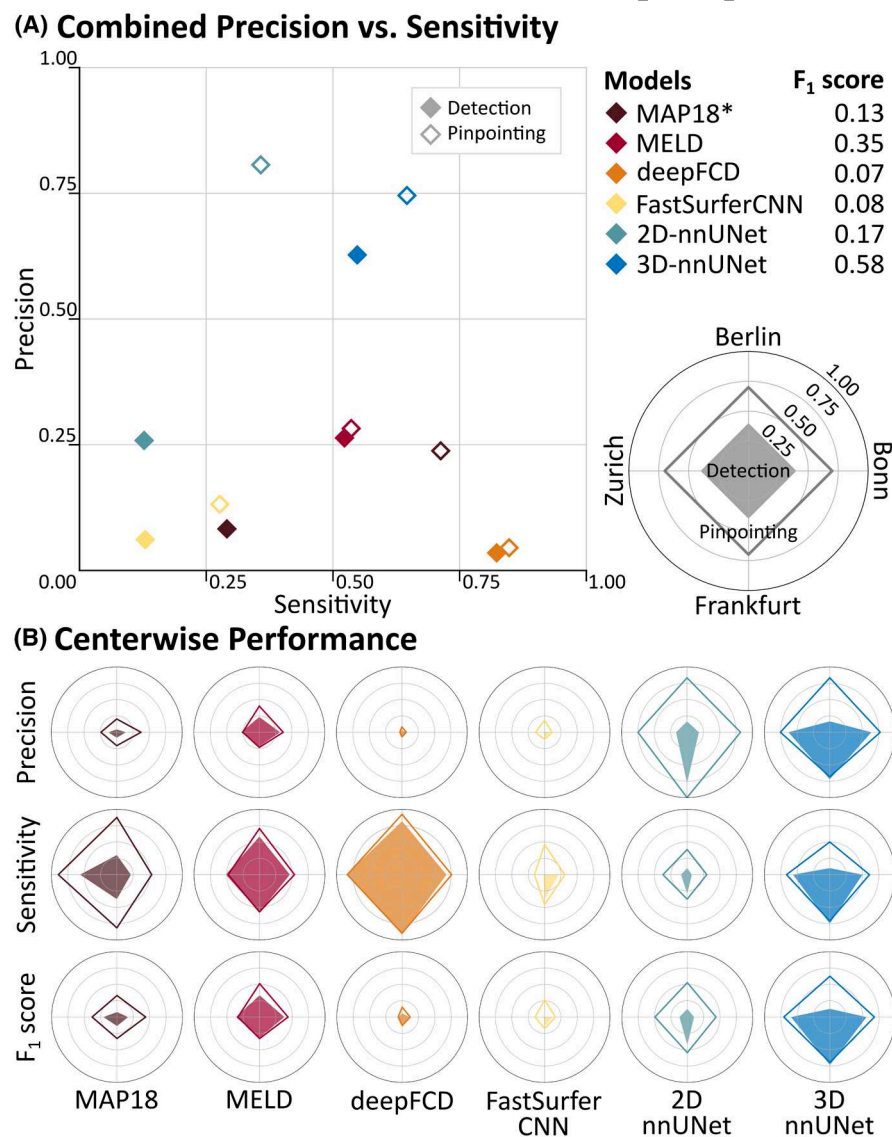 (A) Combined Precision vs. Sensitivity
1.00
0.75
0.50
0.25
0.00
0.25
0.50
0.75
1.00
Precision
Sensitivity
Detection
Pinpointing
Models F₁ score
MAP18* 0.13
MELD 0.35
deepFCD 0.07
FastSurferCNN 0.08
2D-nnUNet 0.17
3D-nnUNet 0.58
Berlin
1.00
0.75
0.50
0.25
Zurich
Bonn
Detection
Pinpointing
Frankfurt
(B) Centerwise Performance
Precision
Sensitivity
F₁ score
MAP18
MELD
deepFCD
FastSurfer
CNN
2D
nnUNet
3D
nnUNet